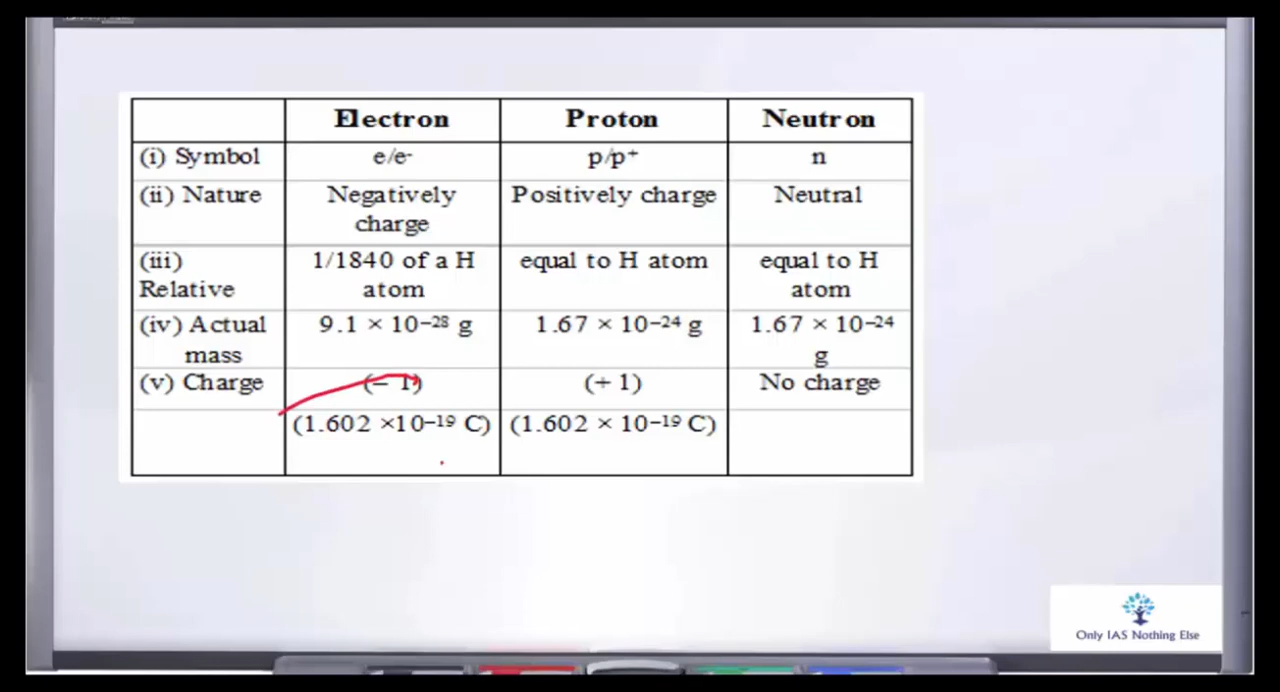 Electron Proton Neutron
(i) Symbol e/e⁻ p/p⁺ n
(ii) Nature Negatively Positively charge Neutral
charge
(iii) 1/1840 of a H equal to H atom equal to H
Relative atom atom
(iv) Actual 9.1 × 10⁻²⁸ g 1.67 × 10⁻²⁴ g 1.67 × 10⁻²⁴
mass g
(v) Charge (– 1) (+ 1) No charge
(1.602 ×10⁻¹⁹ C) (1.602 × 10⁻¹⁹ C)
Only IAS Nothing Else